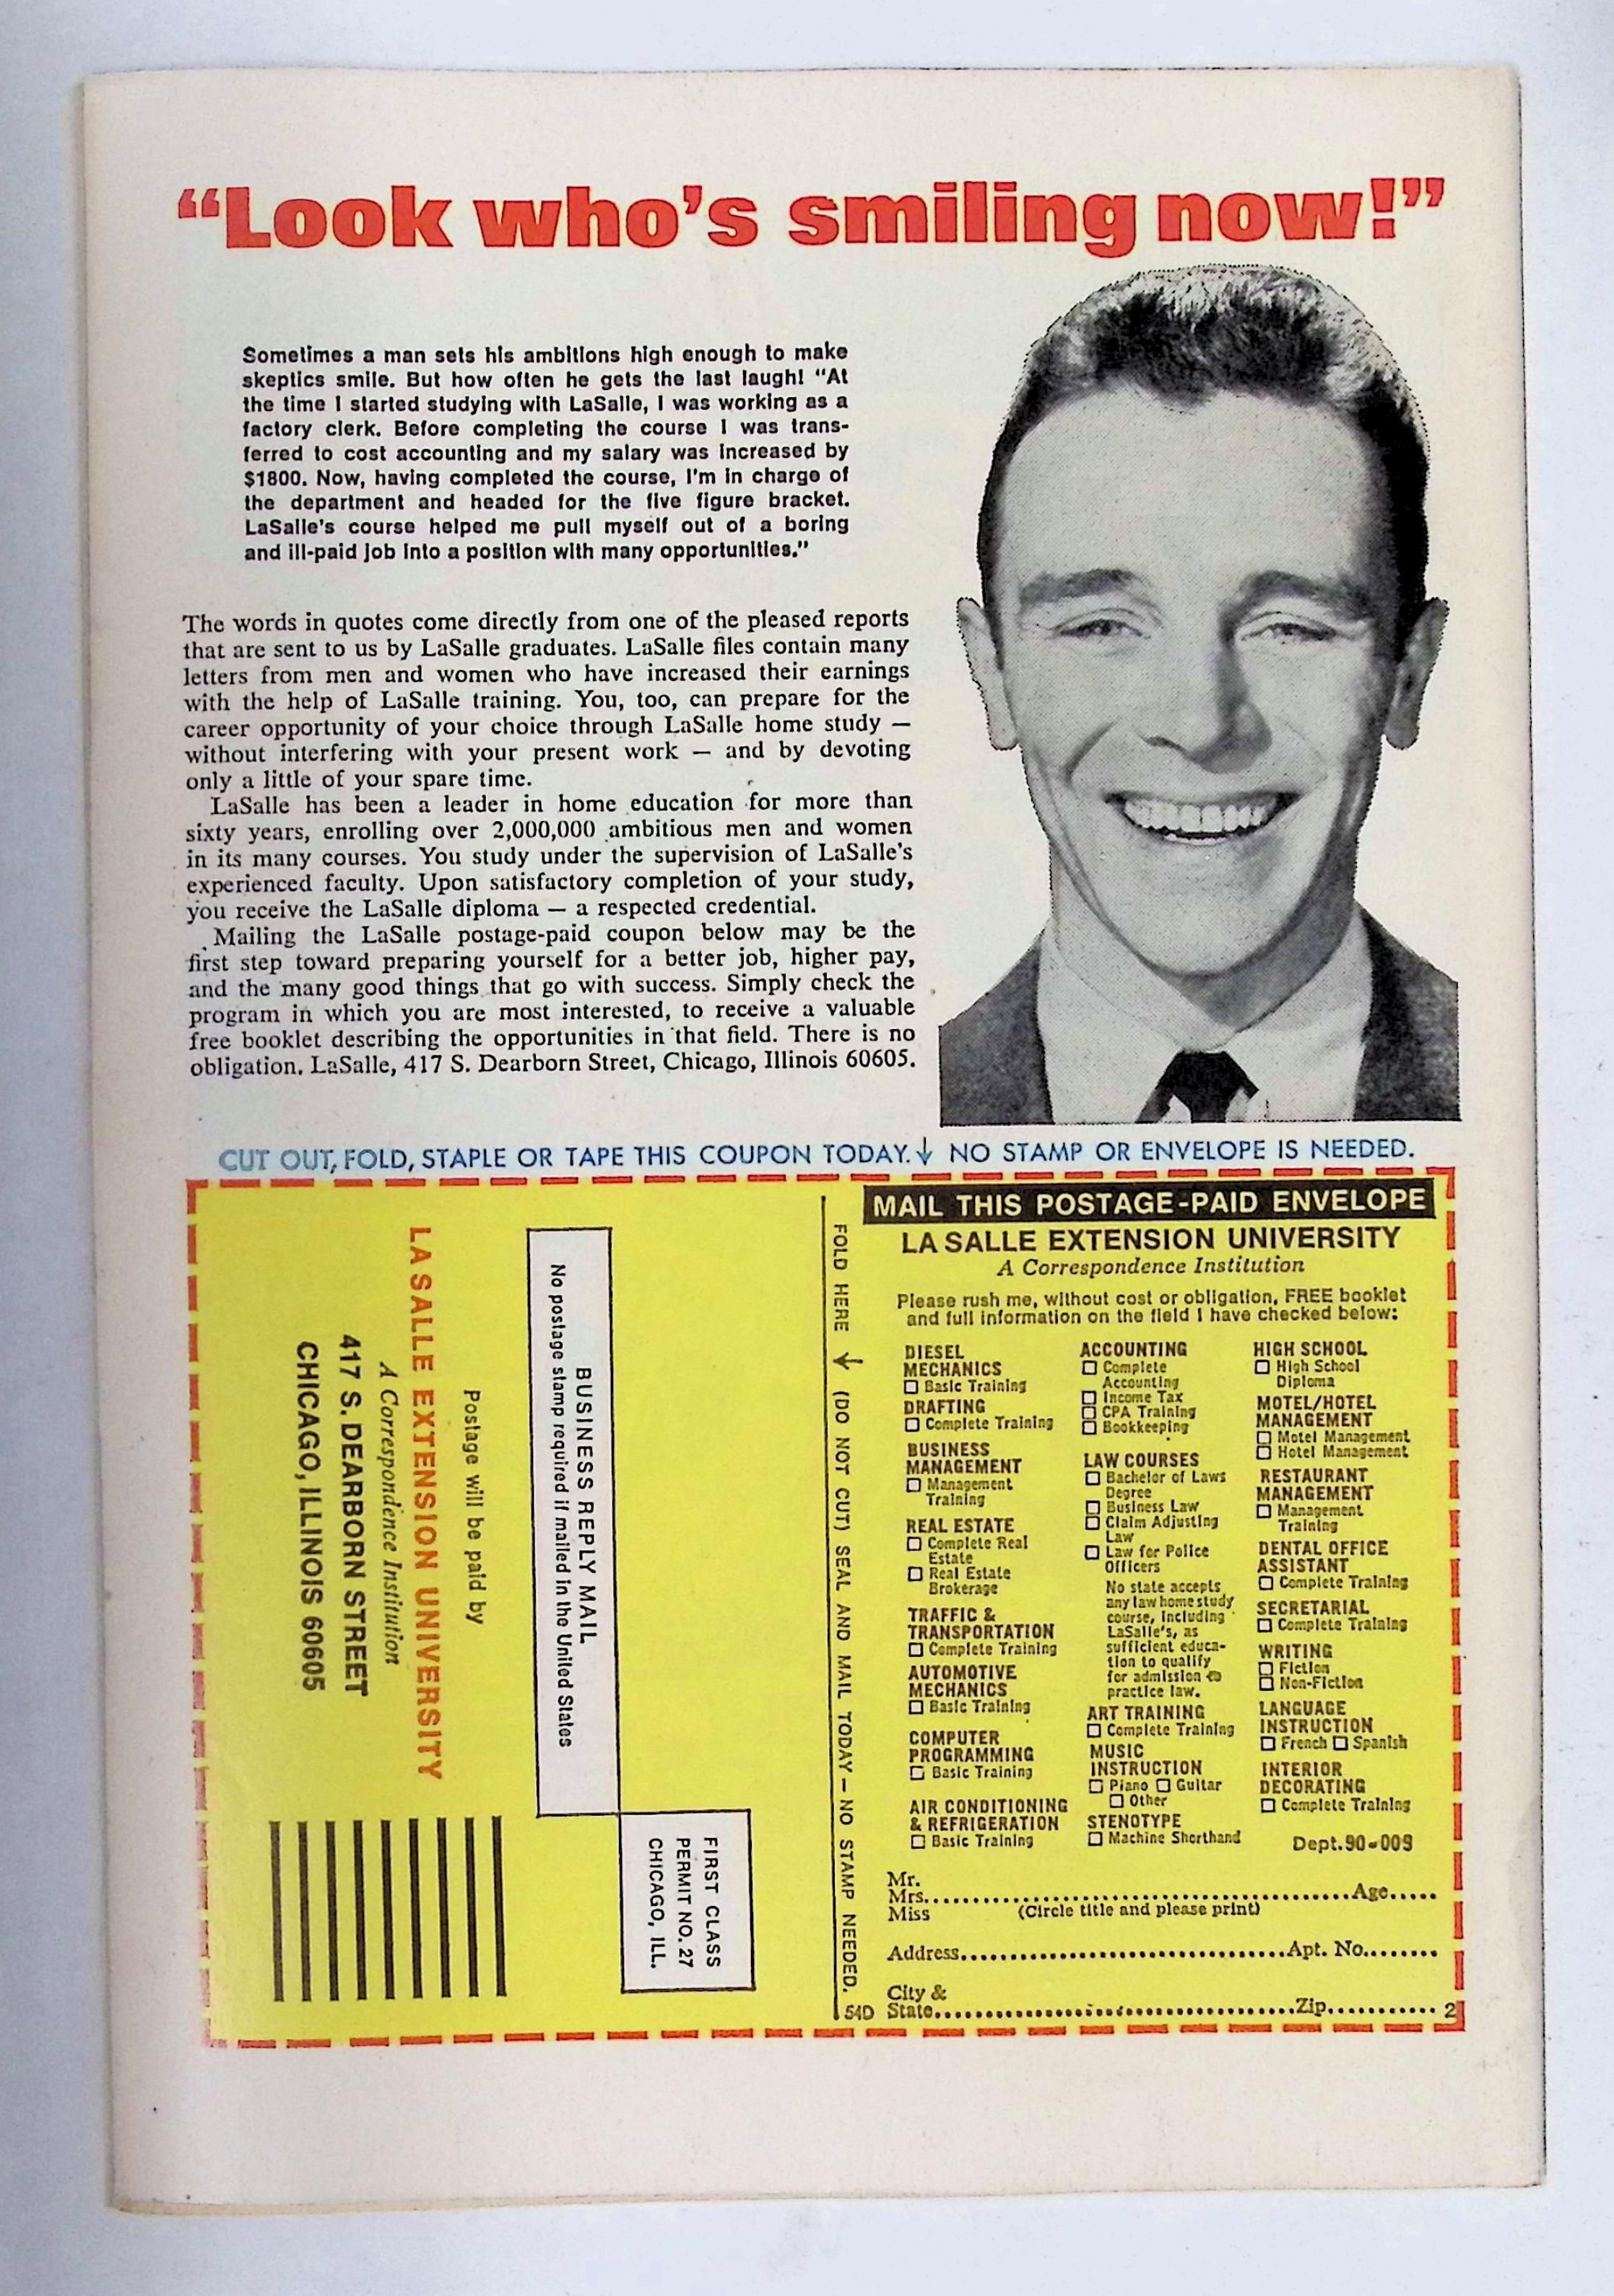 “Look who’s smiling now!”
Sometimes a man sets his ambitions high enough to make
skeptics smile. But how often he gets the last laugh! “At
the time I started studying with LaSalle, I was working as a
factory clerk. Before completing the course I was trans-
ferred to cost accounting and my salary was increased by
$1800. Now, having completed the course, I’m in charge of
the department and headed for the five figure bracket.
LaSalle’s course helped me pull myself out of a boring
and ill-paid job into a position with many opportunities.”
The words in quotes come directly from one of the pleased reports
that are sent to us by LaSalle graduates. LaSalle files contain many
letters from men and women who have increased their earnings
with the help of LaSalle training. You, too, can prepare for the
career opportunity of your choice through LaSalle home study —
without interfering with your present work — and by devoting
only a little of your spare time.
LaSalle has been a leader in home education for more than
sixty years, enrolling over 2,000,000 ambitious men and women
in its many courses. You study under the supervision of LaSalle’s
experienced faculty. Upon satisfactory completion of your study,
you receive the LaSalle diploma — a respected credential.
Mailing the LaSalle postage-paid coupon below may be the
first step toward preparing yourself for a better job, higher pay,
and the many good things that go with success. Simply check the
program in which you are most interested, to receive a valuable
free booklet describing the opportunities in that field. There is no
obligation. LaSalle, 417 S. Dearborn Street, Chicago, Illinois 60605.
CUT OUT, FOLD, STAPLE OR TAPE THIS COUPON TODAY.↓ NO STAMP OR ENVELOPE IS NEEDED.
FIRST CLASS
PERMIT NO. 27
CHICAGO, ILL.
BUSINESS REPLY MAIL
No postage stamp required if mailed in the United States
Postage will be paid by
LA SALLE EXTENSION UNIVERSITY
A Correspondence Institution
417 S. DEARBORN STREET
CHICAGO, ILLINOIS 60605
FOLD HERE → (DO NOT CUT) SEAL AND MAIL TODAY — NO STAMP NEEDED.
MAIL THIS POSTAGE-PAID ENVELOPE
LA SALLE EXTENSION UNIVERSITY
A Correspondence Institution
Please rush me, without cost or obligation, FREE booklet
and full information on the field I have checked below:
DIESEL
MECHANICS
☐ Basic Training
DRAFTING
☐ Complete Training
BUSINESS
MANAGEMENT
☐ Management
Training
REAL ESTATE
☐ Complete Real
Estate
☐ Real Estate
Brokerage
TRAFFIC &
TRANSPORTATION
☐ Complete Training
AUTOMOTIVE
MECHANICS
☐ Basic Training
COMPUTER
PROGRAMMING
☐ Basic Training
AIR CONDITIONING
& REFRIGERATION
☐ Basic Training
ACCOUNTING
☐ Complete
Accounting
☐ Income Tax
☐ CPA Training
☐ Bookkeeping
LAW COURSES
☐ Bachelor of Laws
Degree
☐ Business Law
☐ Claim Adjusting
Law
☐ Law for Police
Officers
No state accepts
any law home study
course, including
LaSalle’s, as
sufficient educa-
tion to qualify
for admission to
practice law.
ART TRAINING
☐ Complete Training
MUSIC
INSTRUCTION
☐ Piano ☐ Guitar
☐ Other
STENOTYPE
☐ Machine Shorthand
HIGH SCHOOL
☐ High School
Diploma
MOTEL/HOTEL
MANAGEMENT
☐ Motel Management
☐ Hotel Management
RESTAURANT
MANAGEMENT
☐ Management
Training
DENTAL OFFICE
ASSISTANT
☐ Complete Training
SECRETARIAL
☐ Complete Training
WRITING
☐ Fiction
☐ Non-Fiction
LANGUAGE
INSTRUCTION
☐ French ☐ Spanish
INTERIOR
DECORATING
☐ Complete Training
Dept. 90-009
Mr.
Mrs. Age
Miss (Circle title and please print)
Address Apt. No.
City &
54D State Zip 2